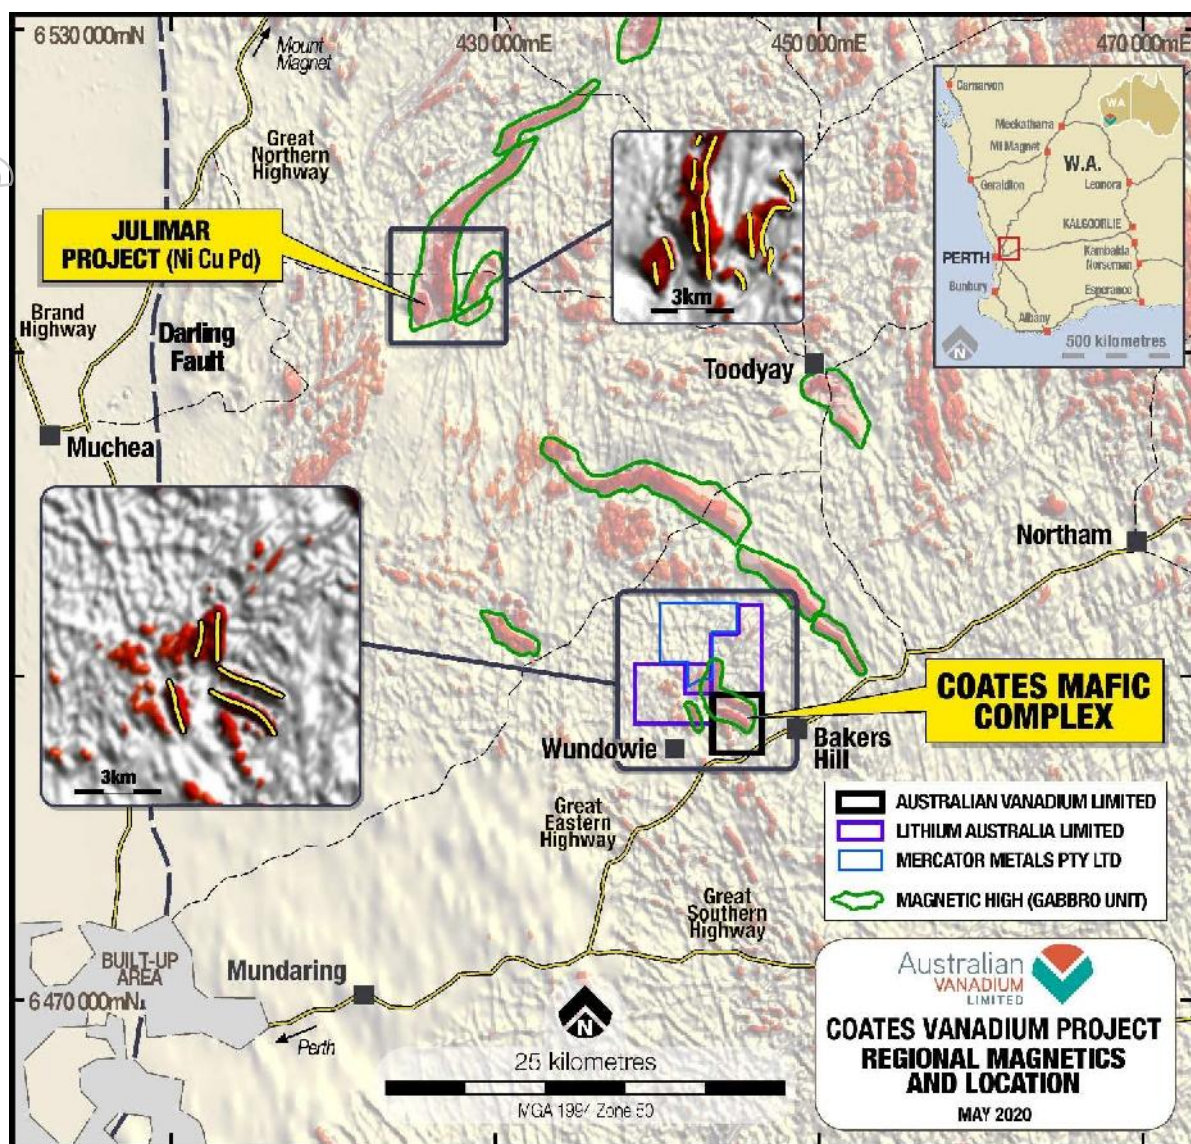 6 530 000mN
430 000mE
450 000mE
470 000mE
Mount
Magnet
Great
Northern
Highway
JULIMAR
PROJECT (Ni Cu Pd)
3km
Carnarvon
WA
Meekatharra
Mt Magnet
W.A.
Geraldton
Leonora
KALGOORLIE
PERTH
Kambalda
Norseman
Bunbury
Esperance
Albany
N
500 kilometres
Brand
Highway
Darling
Fault
Toodyay
Muchea
Northam
3km
COATES MAFIC
COMPLEX
Wundowie
Bakers
Hill
Great
Eastern
Highway
AUSTRALIAN VANADIUM LIMITED
LITHIUM AUSTRALIA LIMITED
MERCATOR METALS PTY LTD
MAGNETIC HIGH (GABBRO UNIT)
Great
Southern
Highway
BUILT-UP
AREA
Mundaring
6 470 000mN
Perth
N
25 kilometres
MGA 1994 Zone 50
Australian
VANADIUM
LIMITED
COATES VANADIUM PROJECT
REGIONAL MAGNETICS
AND LOCATION
MAY 2020